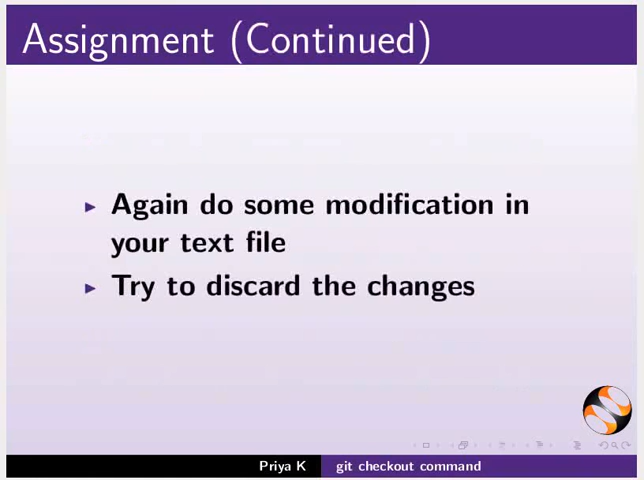 Assignment (Continued)
Again do some modification in
your text file
Try to discard the changes
Priya K
git checkout command